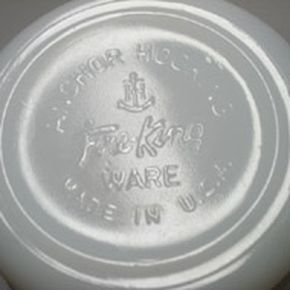 ANCHOR HOCKING
Fire-King
WARE
MADE IN U.S.A.